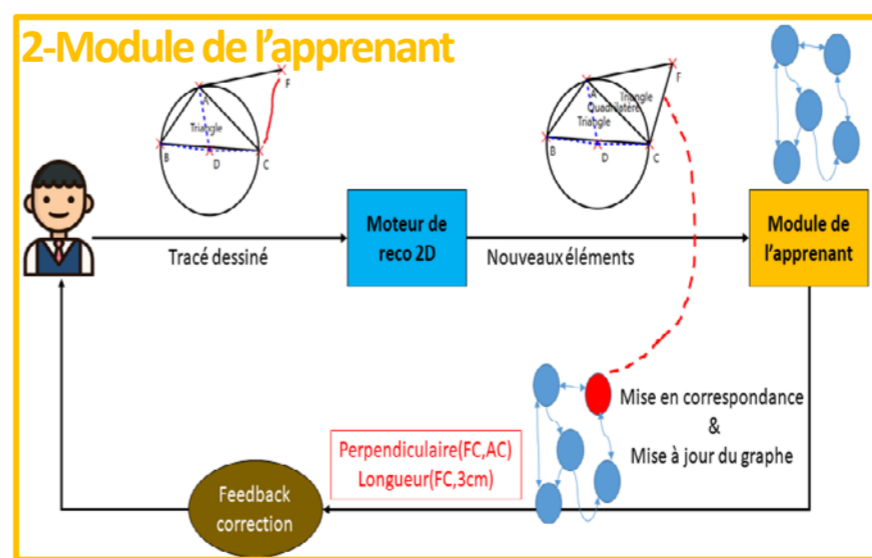 2-Module de l'apprenant
A
F
Triangle
B
D
C
A
F
Triangle
Quadrilatère
Triangle
B
D
C
Tracé dessiné
Moteur de
reco 2D
Nouveaux éléments
Module de
l'apprenant
Mise en correspondance
&
Mise à jour du graphe
Perpendiculaire(FC,AC)
Longueur(FC,3cm)
Feedback
correction